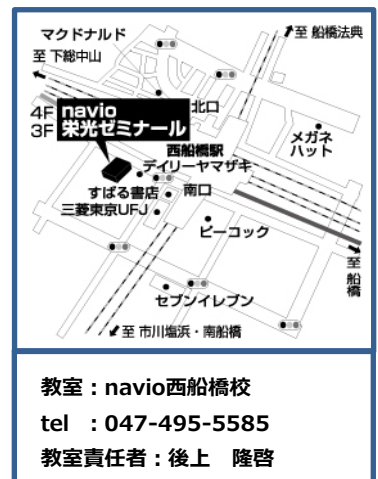 マクドナルド
至 船橋法典
至 下総中山
北口
4F navio
3F 栄光ゼミナール
メガネ
ハット
西船橋駅
デイリーヤマザキ
すばる書店
南口
三菱東京UFJ
ピーコック
至
船
橋
セブンイレブン
至 市川塩浜・南船橋
教室：navio西船橋校
tel ：047-495-5585
教室責任者：後上　隆啓